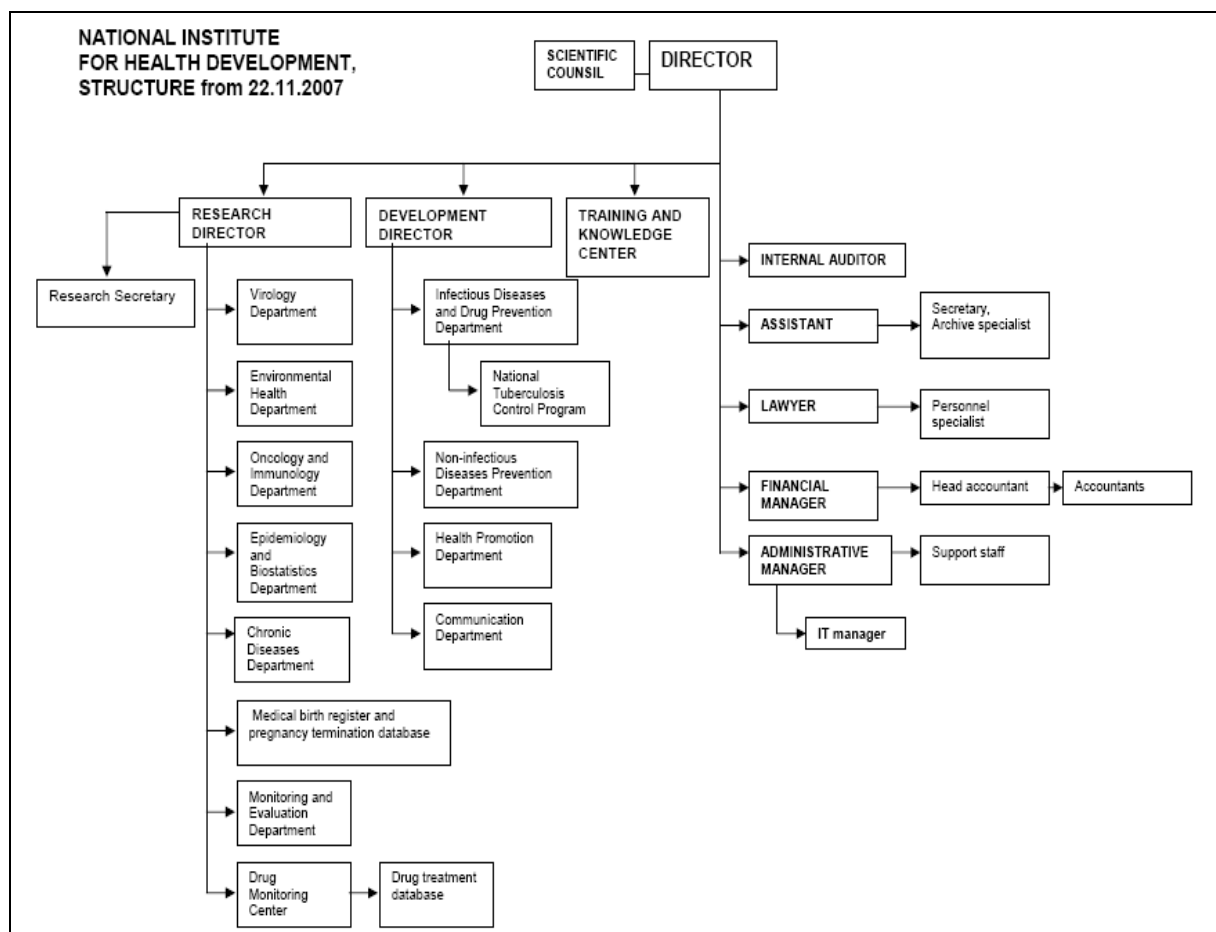 NATIONAL INSTITUTE
FOR HEALTH DEVELOPMENT,
STRUCTURE from 22.11.2007
SCIENTIFIC
COUNSIL
DIRECTOR
RESEARCH
DIRECTOR
DEVELOPMENT
DIRECTOR
TRAINING AND
KNOWLEDGE
CENTER
Research Secretary
Virology
Department
Environmental
Health
Department
Oncology and
Immunology
Department
Epidemiology
and
Biostatistics
Department
Chronic
Diseases
Department
Medical birth register and
pregnancy termination database
Monitoring and
Evaluation
Department
Drug
Monitoring
Center
Drug treatment
database
Infectious Diseases
and Drug Prevention
Department
National
Tuberculosis
Control Program
Non-infectious
Diseases Prevention
Department
Health Promotion
Department
Communication
Department
INTERNAL AUDITOR
ASSISTANT
Secretary,
Archive specialist
LAWYER
Personnel
specialist
FINANCIAL
MANAGER
Head accountant
Accountants
ADMINISTRATIVE
MANAGER
Support staff
IT manager